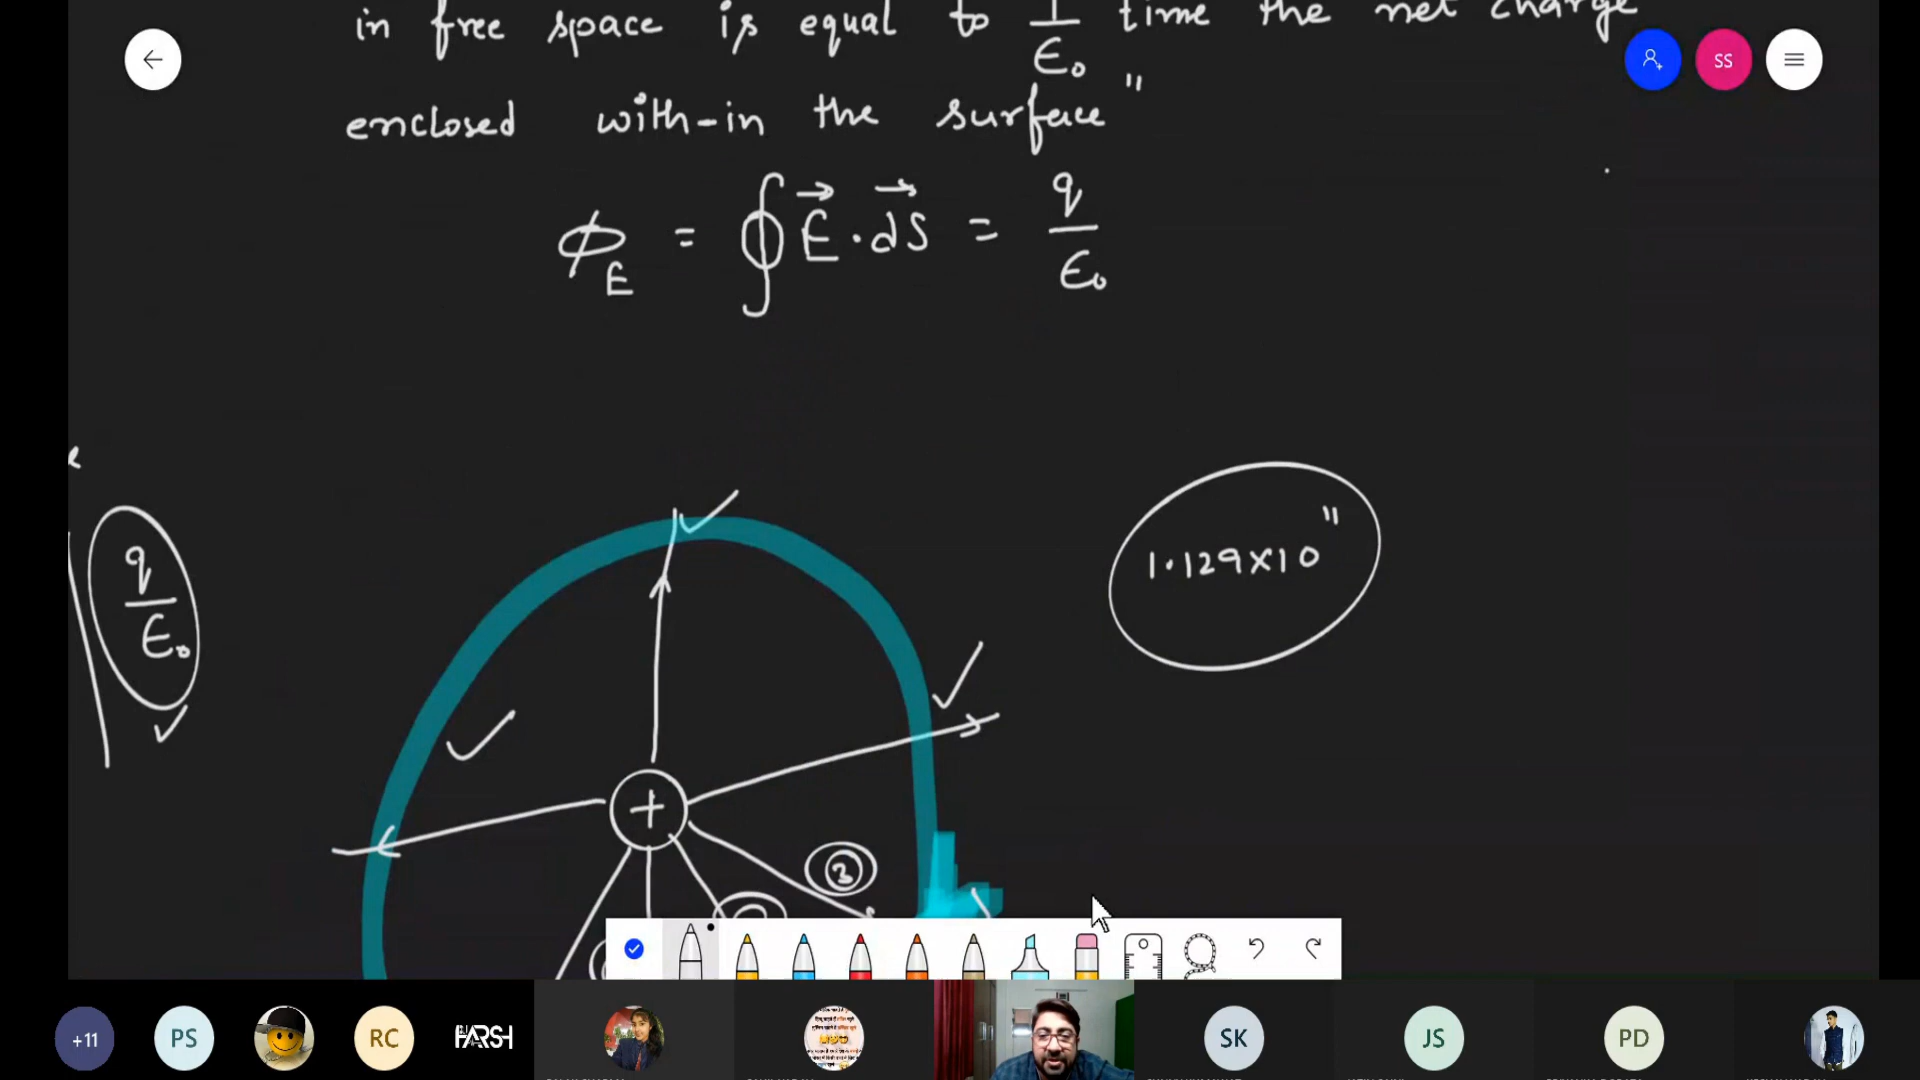 in free space is equal to 1/ε₀ time the net charge
enclosed with-in the surface"
SS
ϕ_E = ∮ E⃗ · dS⃗ = q/ε₀
q/ε₀
1.129×10¹¹
+
3
+11
PS
RC
HARSH
SK
JS
PD